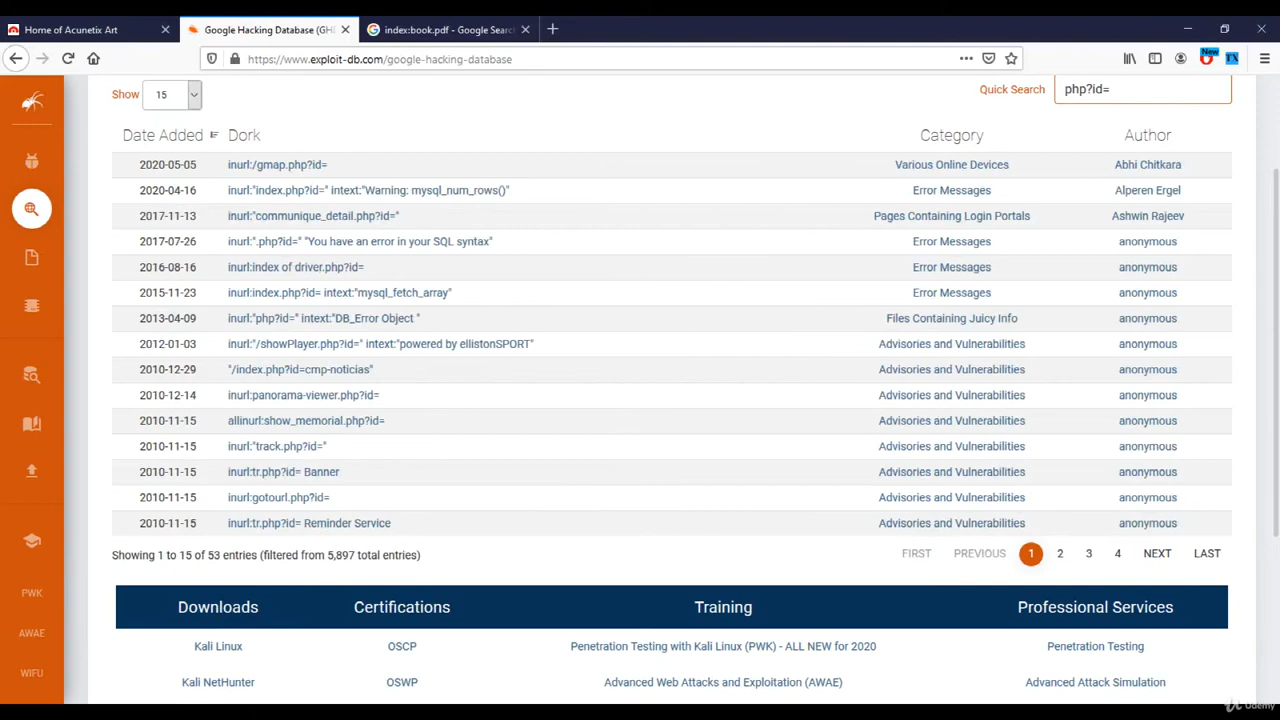 Home of Acunetix Art
Google Hacking Database (GH
index:book.pdf - Google Search
https://www.exploit-db.com/google-hacking-database
New
TX
Show 15
Quick Search php?id=
Date Added Dork Category Author
2020-05-05 inurl:/gmap.php?id= Various Online Devices Abhi Chitkara
2020-04-16 inurl:"index.php?id=" intext:"Warning: mysql_num_rows()" Error Messages Alperen Ergel
2017-11-13 inurl:"communique_detail.php?id=" Pages Containing Login Portals Ashwin Rajeev
2017-07-26 inurl:".php?id=" "You have an error in your SQL syntax" Error Messages anonymous
2016-08-16 inurl:index of driver.php?id= Error Messages anonymous
2015-11-23 inurl:index.php?id= intext:"mysql_fetch_array" Error Messages anonymous
2013-04-09 inurl:"php?id=" intext:"DB_Error Object " Files Containing Juicy Info anonymous
2012-01-03 inurl:"/showPlayer.php?id=" intext:"powered by ellistonSPORT" Advisories and Vulnerabilities anonymous
2010-12-29 "/index.php?id=cmp-noticias" Advisories and Vulnerabilities anonymous
2010-12-14 inurl:panorama-viewer.php?id= Advisories and Vulnerabilities anonymous
2010-11-15 allinurl:show_memorial.php?id= Advisories and Vulnerabilities anonymous
2010-11-15 inurl:"track.php?id=" Advisories and Vulnerabilities anonymous
2010-11-15 inurl:tr.php?id= Banner Advisories and Vulnerabilities anonymous
2010-11-15 inurl:gotourl.php?id= Advisories and Vulnerabilities anonymous
2010-11-15 inurl:tr.php?id= Reminder Service Advisories and Vulnerabilities anonymous
Showing 1 to 15 of 53 entries (filtered from 5,897 total entries)
FIRST PREVIOUS 1 2 3 4 NEXT LAST
Downloads Certifications Training Professional Services
Kali Linux OSCP Penetration Testing with Kali Linux (PWK) - ALL NEW for 2020 Penetration Testing
Kali NetHunter OSWP Advanced Web Attacks and Exploitation (AWAE) Advanced Attack Simulation
PWK
AWAE
WIFU
Udemy